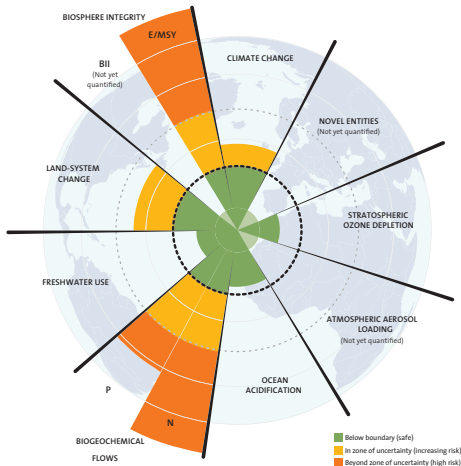 BIOSPHERE INTEGRITY
E/MSY
BII
(Not yet
quantified)
CLIMATE CHANGE
NOVEL ENTITIES
(Not yet quantified)
LAND-SYSTEM
CHANGE
STRATOSPHERIC
OZONE DEPLETION
FRESHWATER USE
ATMOSPHERIC AEROSOL
LOADING
(Not yet quantified)
OCEAN
ACIDIFICATION
P
N
BIOGEOCHEMICAL
FLOWS
Below boundary (safe)
In zone of uncertainty (increasing risk)
Beyond zone of uncertainty (high risk)